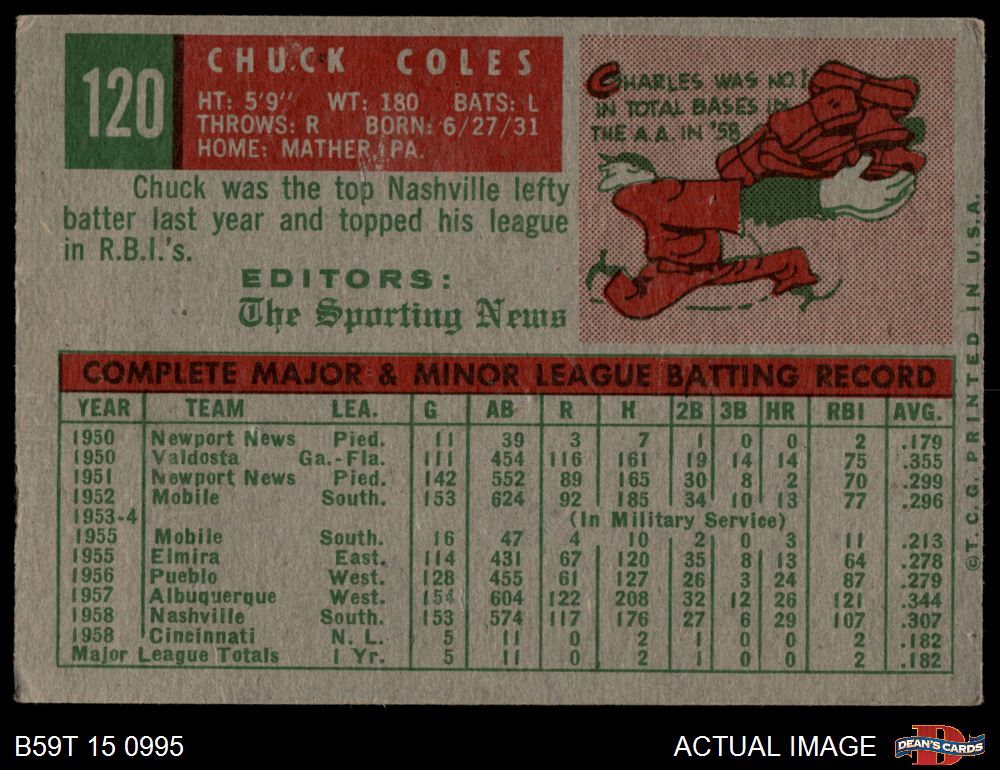 120
CHUCK COLES
HT: 5'9" WT: 180 BATS: L
THROWS: R BORN: 6/27/31
HOME: MATHER, PA.
Chuck was the top Nashville lefty
batter last year and topped his league
in R.B.I.'s.
EDITORS:
The Sporting News
CHARLES WAS NO. 1
IN TOTAL BASES IN
THE A.A. IN '58
COMPLETE MAJOR & MINOR LEAGUE BATTING RECORD
YEAR TEAM LEA. G AB R H 2B 3B HR RBI AVG.
1950 Newport News Pied. 11 39 3 7 1 0 0 2 .179
1950 Valdosta Ga.-Fla. 111 454 116 161 19 14 14 75 .355
1951 Newport News Pied. 142 552 89 165 30 8 2 70 .299
1952 Mobile South. 153 624 92 185 34 10 13 77 .296
1953-4 (In Military Service)
1955 Mobile South. 16 47 4 10 2 0 3 11 .213
1955 Elmira East. 114 431 67 120 35 8 13 64 .278
1956 Pueblo West. 128 455 61 127 26 3 24 87 .279
1957 Albuquerque West. 154 604 122 208 32 12 26 121 .344
1958 Nashville South. 153 574 117 176 27 6 29 107 .307
1958 Cincinnati N. L. 5 11 0 2 1 0 0 2 .182
Major League Totals 1 Yr. 5 11 0 2 1 0 0 2 .182
©T.C.G. PRINTED IN U.S.A.
B59T 15 0995
ACTUAL IMAGE
DEAN'S CARDS